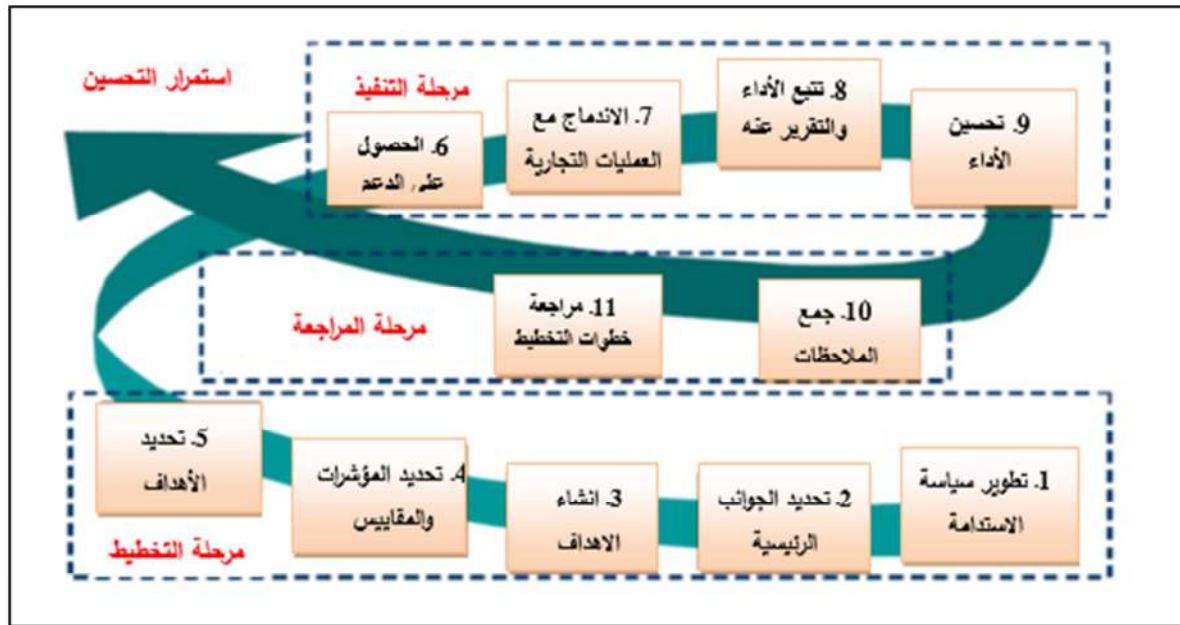 استمرار التحسين
مرحلة التنفيذ
6. الحصول
على الدعم
7. الاندماج مع
العمليات التجارية
8. تتبع الأداء
والتقرير عنه
9. تحسين
الأداء
مرحلة المراجعة
11. مراجعة
خطوات التخطيط
10. جمع
الملاحظات
5. تحديد
الأهداف
4. تحديد المؤشرات
والمقاييس
3. انشاء
الاهداف
2. تحديد الجوانب
الرئيسية
1. تطوير سياسة
الاستدامة
مرحلة التخطيط